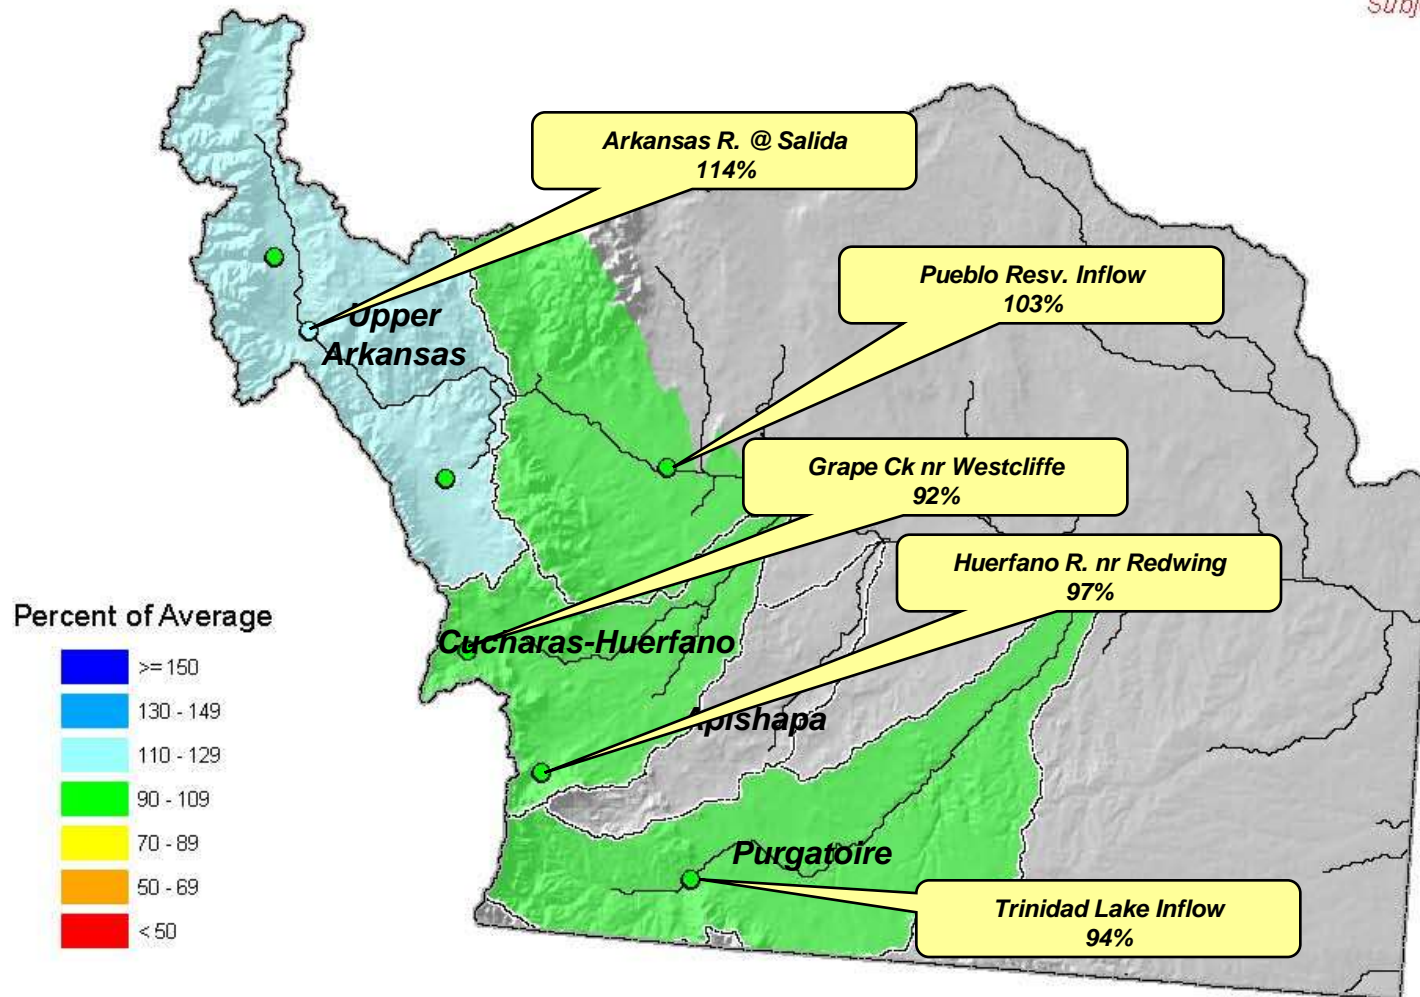 Subj
Arkansas R. @ Salida
114%
Pueblo Resv. Inflow
103%
Upper
Arkansas
Grape Ck nr Westcliffe
92%
Huerfano R. nr Redwing
97%
Cucharas-Huerfano
Apishapa
Purgatoire
Trinidad Lake Inflow
94%
Percent of Average
>= 150
130 - 149
110 - 129
90 - 109
70 - 89
50 - 69
< 50